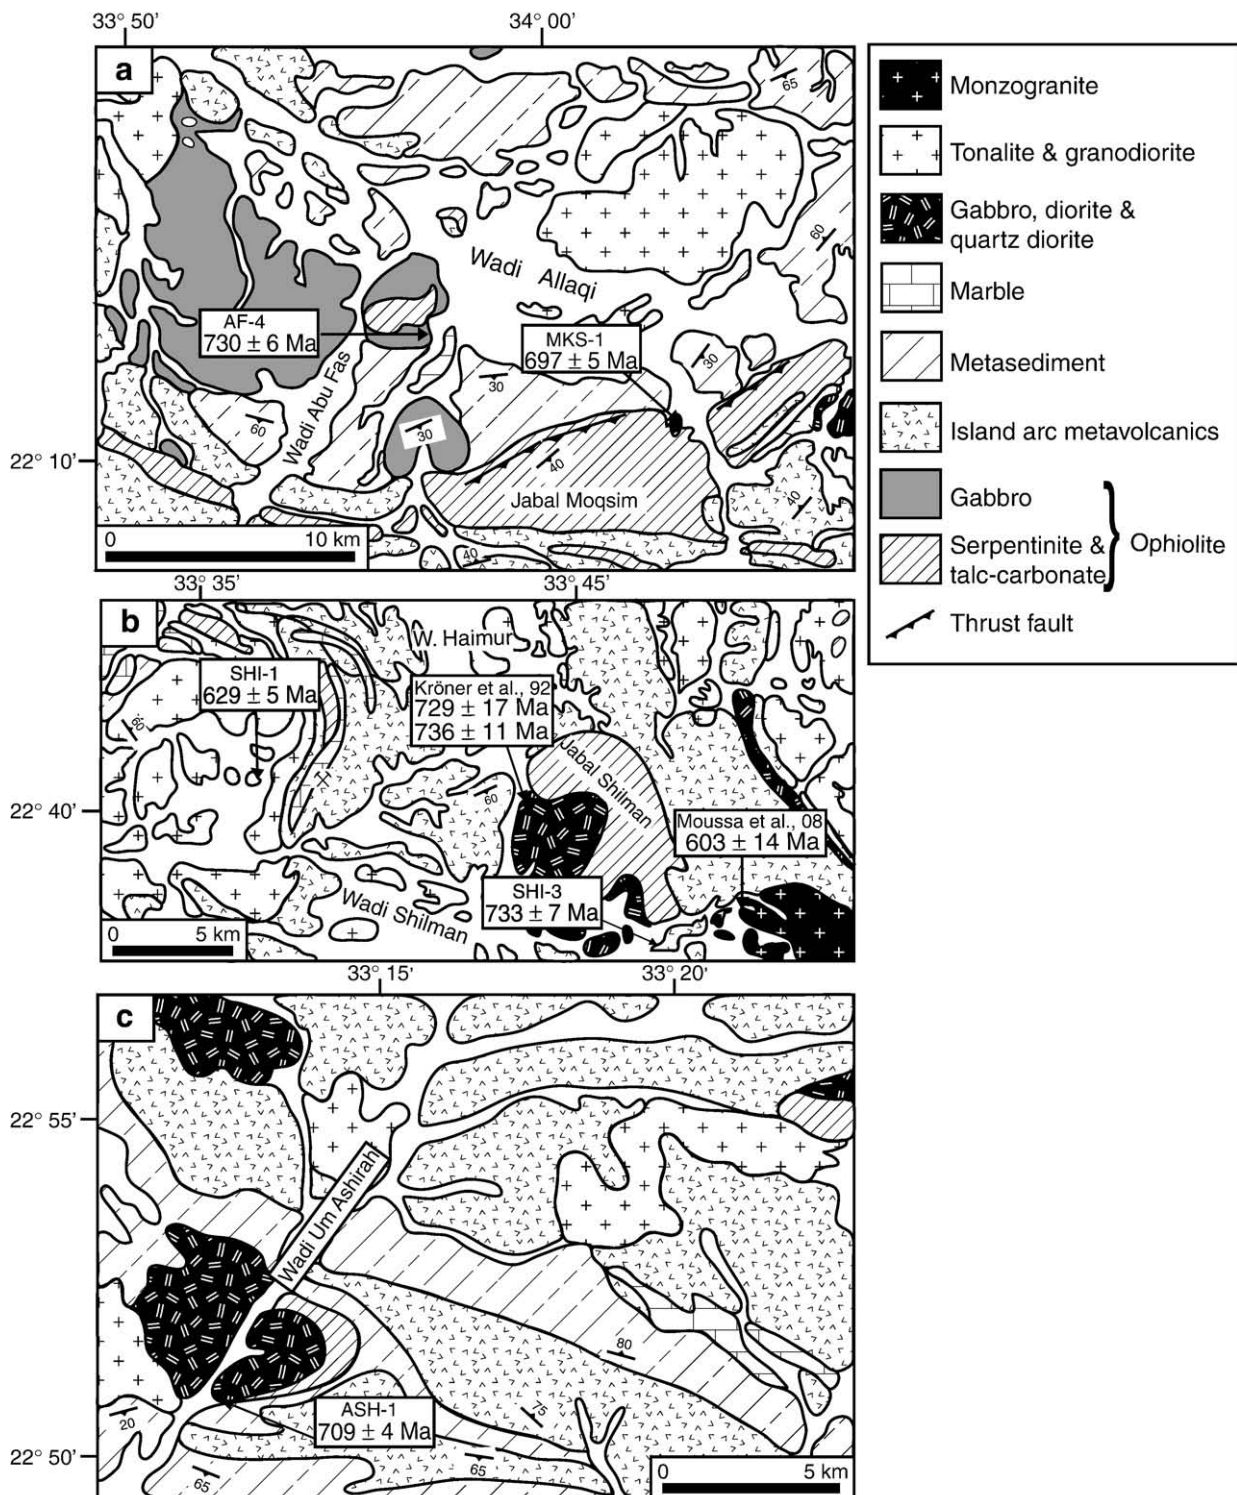 33° 50’
34° 00’
a
65
60
Wadi Allaqi
AF-4
730 ± 6 Ma
MKS-1
697 ± 5 Ma
30
30
Wadi Abu Fas
60
30
40
40
22° 10’
Jabal Moqsim
0 10 km
40
Monzogranite
Tonalite & granodiorite
Gabbro, diorite &
quartz diorite
Marble
Metasediment
Island arc metavolcanics
Gabbro
Serpentinite &
talc-carbonate
Ophiolite
Thrust fault
33° 35’
33° 45’
b
W. Haimur
SHI-1
629 ± 5 Ma
Kröner et al., 92
729 ± 17 Ma
736 ± 11 Ma
60
Jabal Shilman
60
22° 40’
Moussa et al., 08
603 ± 14 Ma
SHI-3
733 ± 7 Ma
Wadi Shilman
0 5 km
33° 15’
33° 20’
c
22° 55’
Wadi Um Ashirah
80
ASH-1
709 ± 4 Ma
75
20
22° 50’
65
65
0 5 km